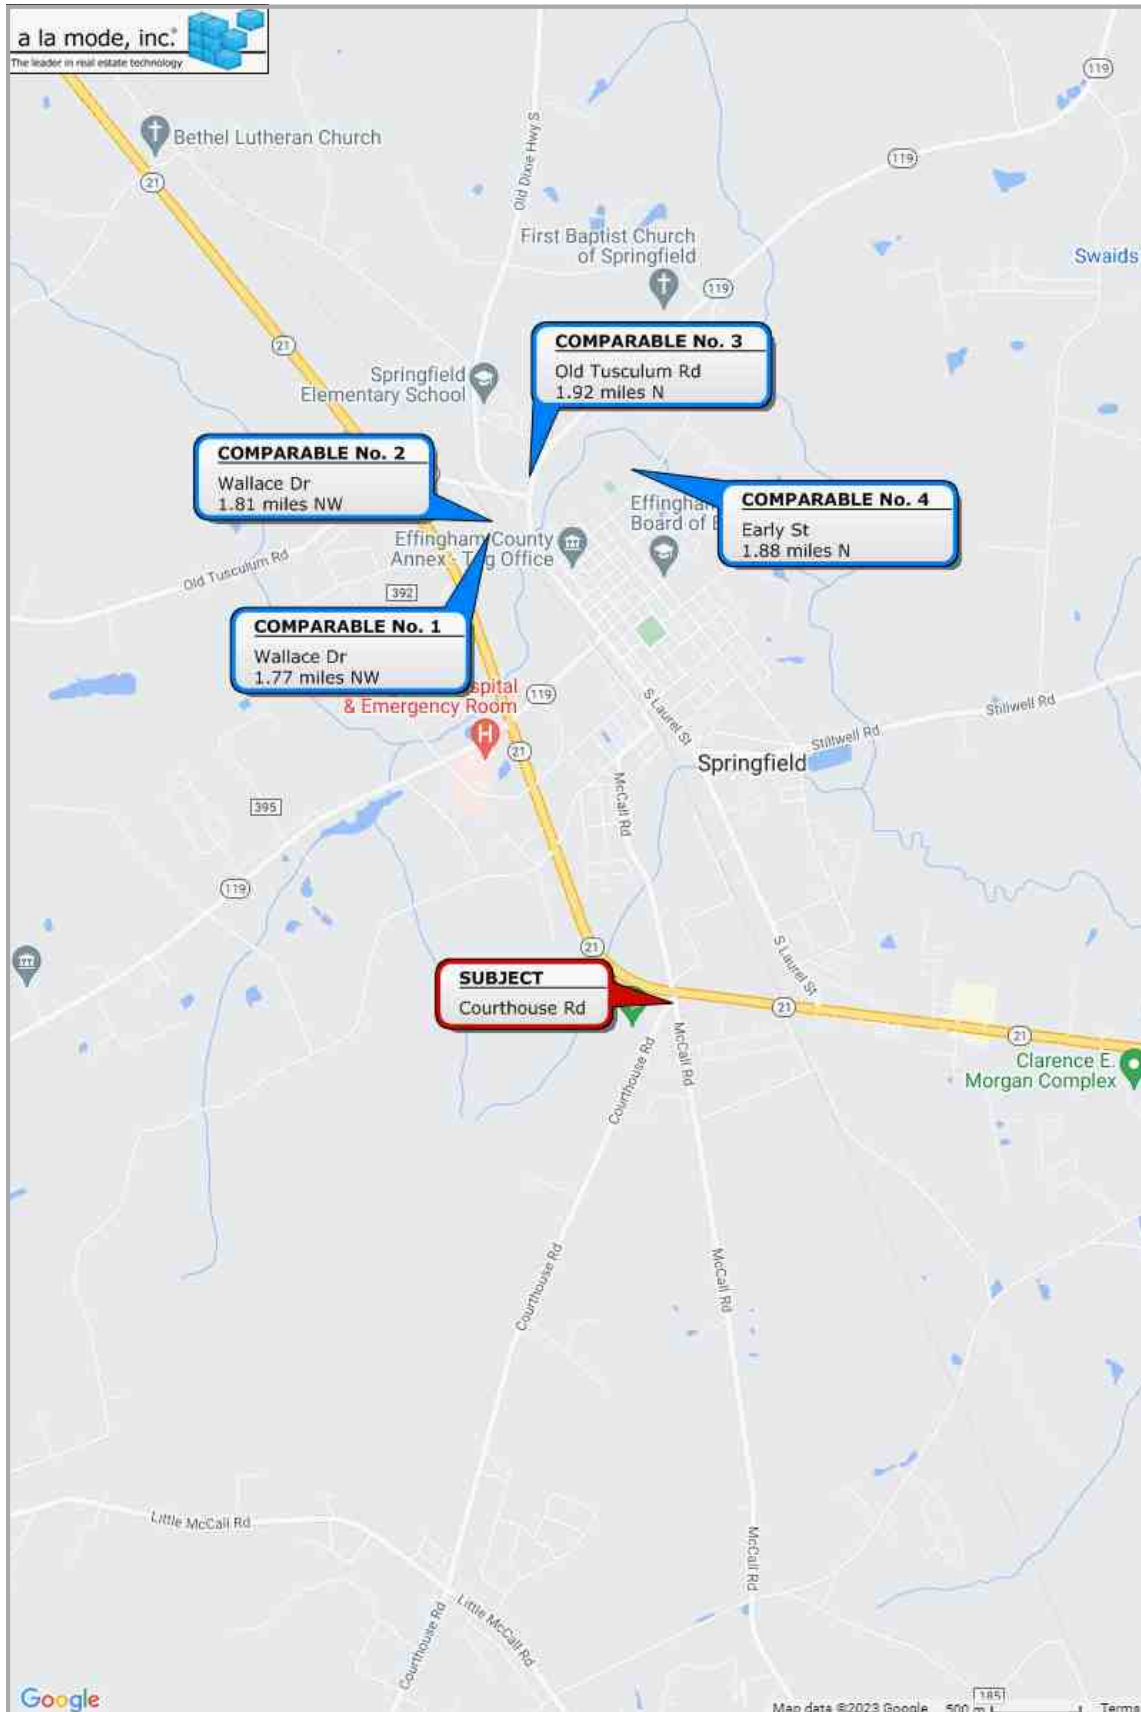 a la mode, inc.®
The leader in real estate technology
119
Bethel Lutheran Church
21
Old Dixie Hwy S
119
First Baptist Church
of Springfield
119
Swaids
21
COMPARABLE No. 3
Old Tusculum Rd
1.92 miles N
Springfield
Elementary School
COMPARABLE No. 2
Wallace Dr
1.81 miles NW
COMPARABLE No. 4
Early St
1.88 miles N
Board of
Effingham County
Annex - Tag Office
Old Tusculum Rd
392
COMPARABLE No. 1
Wallace Dr
1.77 miles NW
& Emergency Room
119
S Laurel St
Stillwell Rd
Stillwell Rd
21
Springfield
McCall Rd
395
119
21
S Laurel St
SUBJECT
Courthouse Rd
21
21
McCall Rd
Courthouse Rd
Clarence E.
Morgan Complex
Courthouse Rd
McCall Rd
Little McCall Rd
McCall Rd
Courthouse Rd
Little McCall Rd
Google
185
Map data ©2023 Google
500 m
Terms